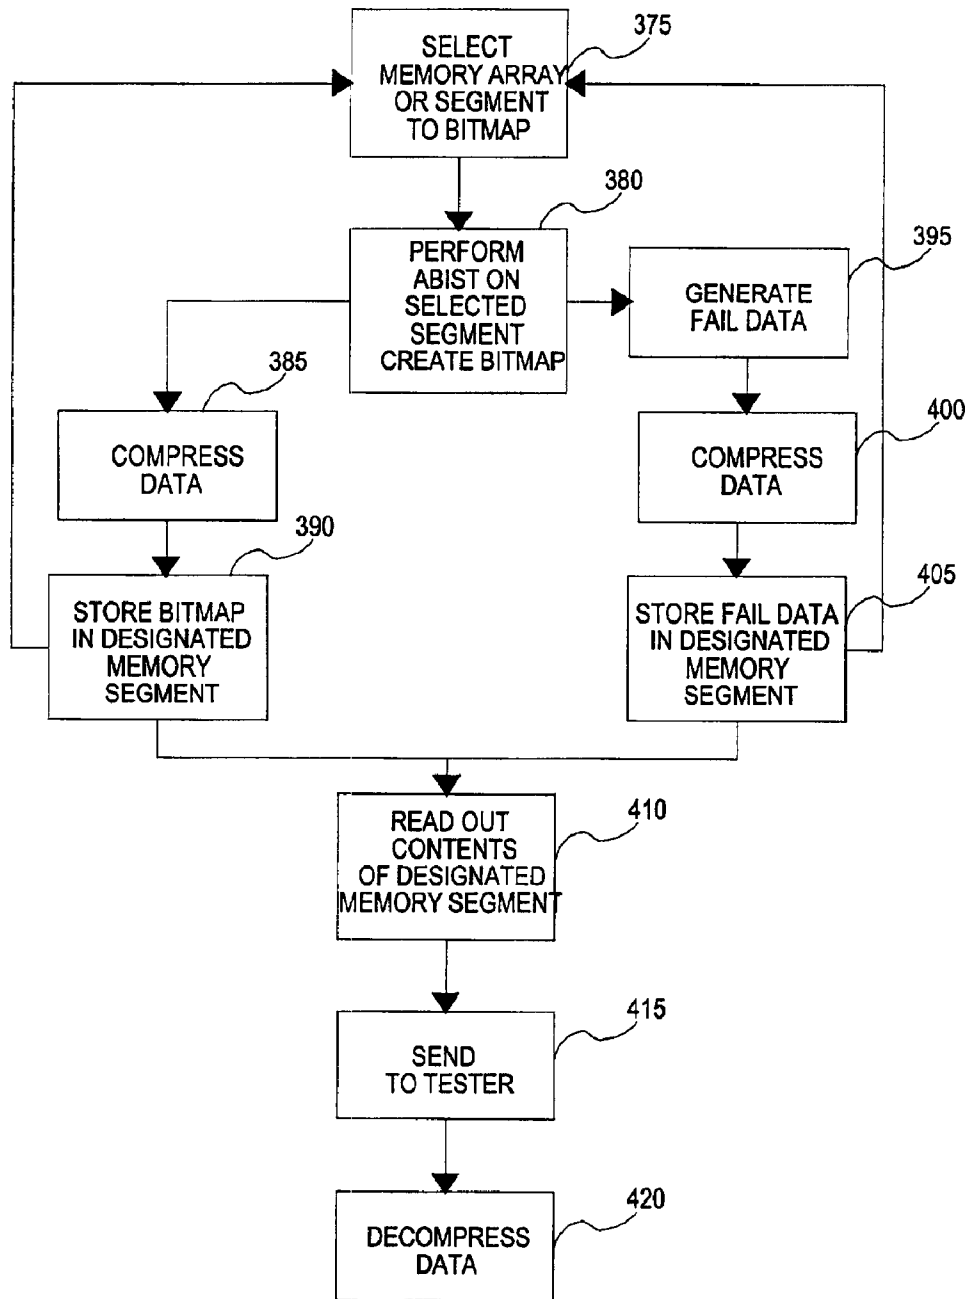 375
SELECT
MEMORY ARRAY
OR SEGMENT
TO BITMAP
380
PERFORM
ABIST ON
SELECTED
SEGMENT
CREATE BITMAP
395
GENERATE
FAIL DATA
385
COMPRESS
DATA
400
COMPRESS
DATA
390
STORE BITMAP
IN DESIGNATED
MEMORY
SEGMENT
405
STORE FAIL DATA
IN DESIGNATED
MEMORY
SEGMENT
410
READ OUT
CONTENTS
OF DESIGNATED
MEMORY SEGMENT
415
SEND
TO TESTER
420
DECOMPRESS
DATA